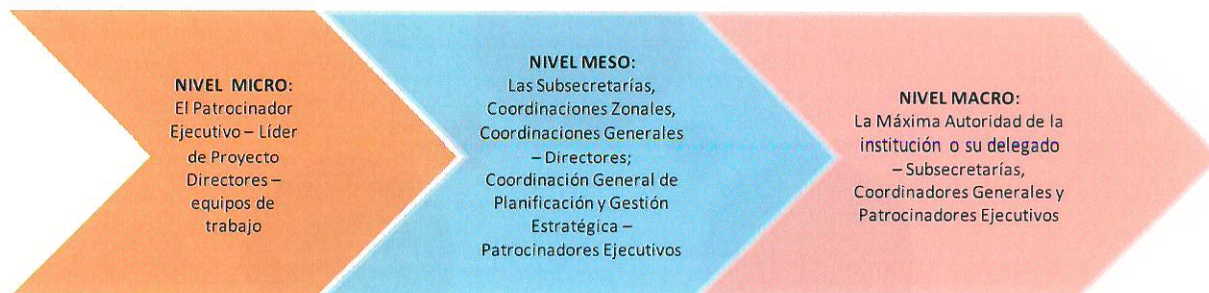 NIVEL MICRO:
El Patrocinador
Ejecutivo – Líder
de Proyecto
Directores –
equipos de
trabajo
NIVEL MESO:
Las Subsecretarías,
Coordinaciones Zonales,
Coordinaciones Generales
– Directores;
Coordinación General de
Planificación y Gestión
Estratégica –
Patrocinadores Ejecutivos
NIVEL MACRO:
La Máxima Autoridad de la
institución o su delegado
– Subsecretarías,
Coordinadores Generales y
Patrocinadores Ejecutivos